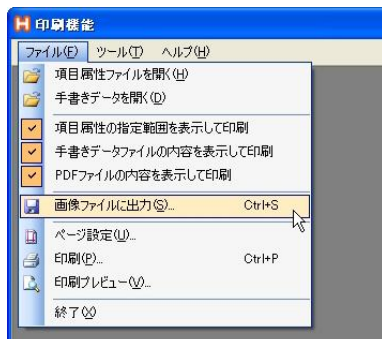 印刷機能
ファイル(F) ツール(T) ヘルプ(H)
項目属性ファイルを開く(H)
手書きデータを開く(D)
項目属性の指定範囲を表示して印刷
手書きデータファイルの内容を表示して印刷
PDFファイルの内容を表示して印刷
画像ファイルに出力(S)... Ctrl+S
ページ設定(U)...
印刷(P)... Ctrl+P
印刷プレビュー(V)...
終了(X)